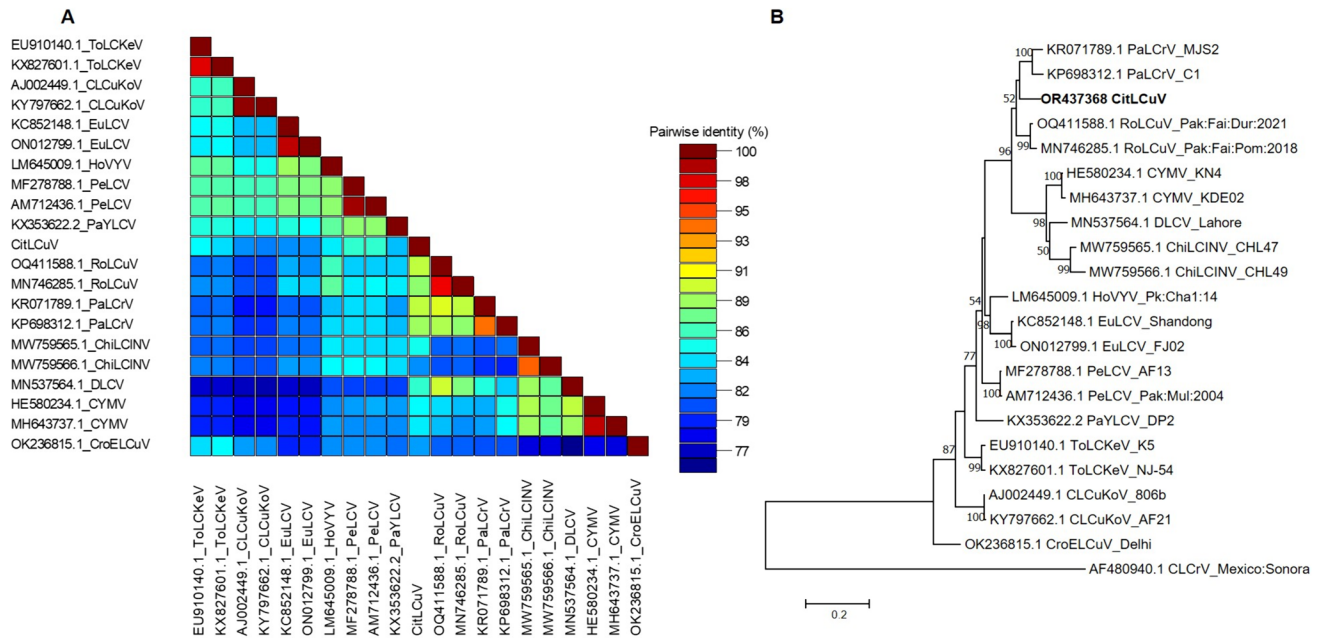 A
EU910140.1_ToLCKeV
KX827601.1_ToLCKeV
AJ002449.1_CLCuKoV
KY797662.1_CLCuKoV
KC852148.1_EuLCV
ON012799.1_EuLCV
LM645009.1_HoVYV
MF278788.1_PeLCV
AM712436.1_PeLCV
KX353622.2_PaYLCV
CitLCuV
OQ411588.1_RoLCuV
MN746285.1_RoLCuV
KR071789.1_PaLCrV
KP698312.1_PaLCrV
MW759565.1_ChiLCINV
MW759566.1_ChiLCINV
MN537564.1_DLCV
HE580234.1_CYMV
MH643737.1_CYMV
OK236815.1_CroELCuV
EU910140.1_ToLCKeV
KX827601.1_ToLCKeV
AJ002449.1_CLCuKoV
KY797662.1_CLCuKoV
KC852148.1_EuLCV
ON012799.1_EuLCV
LM645009.1_HoVYV
MF278788.1_PeLCV
AM712436.1_PeLCV
KX353622.2_PaYLCV
CitLCuV
OQ411588.1_RoLCuV
MN746285.1_RoLCuV
KR071789.1_PaLCrV
KP698312.1_PaLCrV
MW759565.1_ChiLCINV
MW759566.1_ChiLCINV
MN537564.1_DLCV
HE580234.1_CYMV
MH643737.1_CYMV
OK236815.1_CroELCuV
Pairwise identity (%)
100
98
95
93
91
89
86
84
82
79
77
B
KR071789.1 PaLCrV_MJS2
KP698312.1 PaLCrV_C1
OR437368 CitLCuV
OQ411588.1 RoLCuV_Pak:Fai:Dur:2021
MN746285.1 RoLCuV_Pak:Fai:Pom:2018
HE580234.1 CYMV_KN4
MH643737.1 CYMV_KDE02
MN537564.1 DLCV_Lahore
MW759565.1 ChiLCINV_CHL47
MW759566.1 ChiLCINV_CHL49
LM645009.1 HoVYV_Pk:Cha1:14
KC852148.1 EuLCV_Shandong
ON012799.1 EuLCV_FJ02
MF278788.1 PeLCV_AF13
AM712436.1 PeLCV_Pak:Mul:2004
KX353622.2 PaYLCV_DP2
EU910140.1 ToLCKeV_K5
KX827601.1 ToLCKeV_NJ-54
AJ002449.1 CLCuKoV_806b
KY797662.1 CLCuKoV_AF21
OK236815.1 CroELCuV_Delhi
AF480940.1 CLCrV_Mexico:Sonora
100
52
99
96
100
98
50
99
54
98
100
77
100
87
99
100
0.2